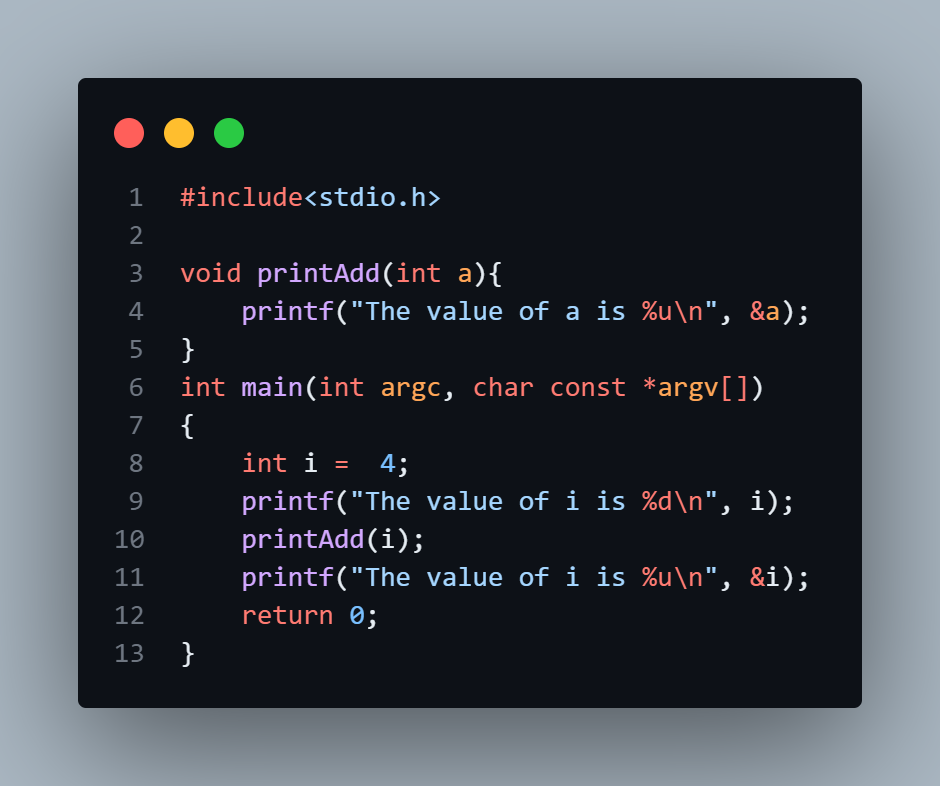 1 #include<stdio.h>
2
3 void printAdd(int a){
4     printf("The value of a is %u\n", &a);
5 }
6 int main(int argc, char const *argv[])
7 {
8     int i =  4;
9     printf("The value of i is %d\n", i);
10     printAdd(i);
11     printf("The value of i is %u\n", &i);
12     return 0;
13 }